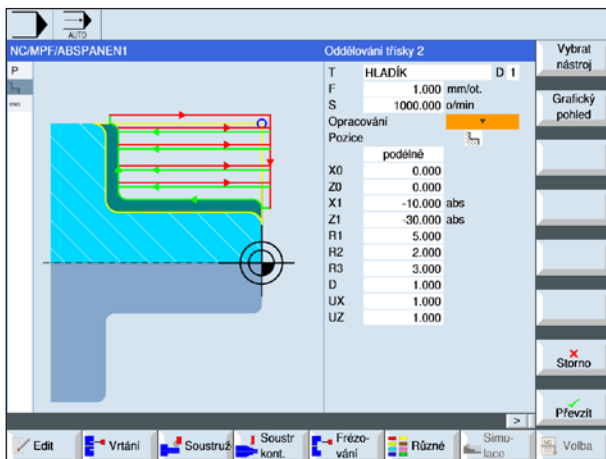 AUTO
NC/MPF/ABSPANEN1
Oddělování třísky 2
P
T HLADÍK D 1
F 1.000 mm/ot.
S 1000.000 o/min
Opracování
Pozice
podélně
X0 0.000
Z0 0.000
X1 -10.000 abs
Z1 -30.000 abs
R1 5.000
R2 2.000
R3 3.000
D 1.000
UX 1.000
UZ 1.000
Vybrat
nástroj
Grafický
pohled
Storno
Převzít
>
Edit
Vrtání
Soustruž
Soustr
kont.
Frézo-
vání
Různé
Simu-
lace
NC
Volba